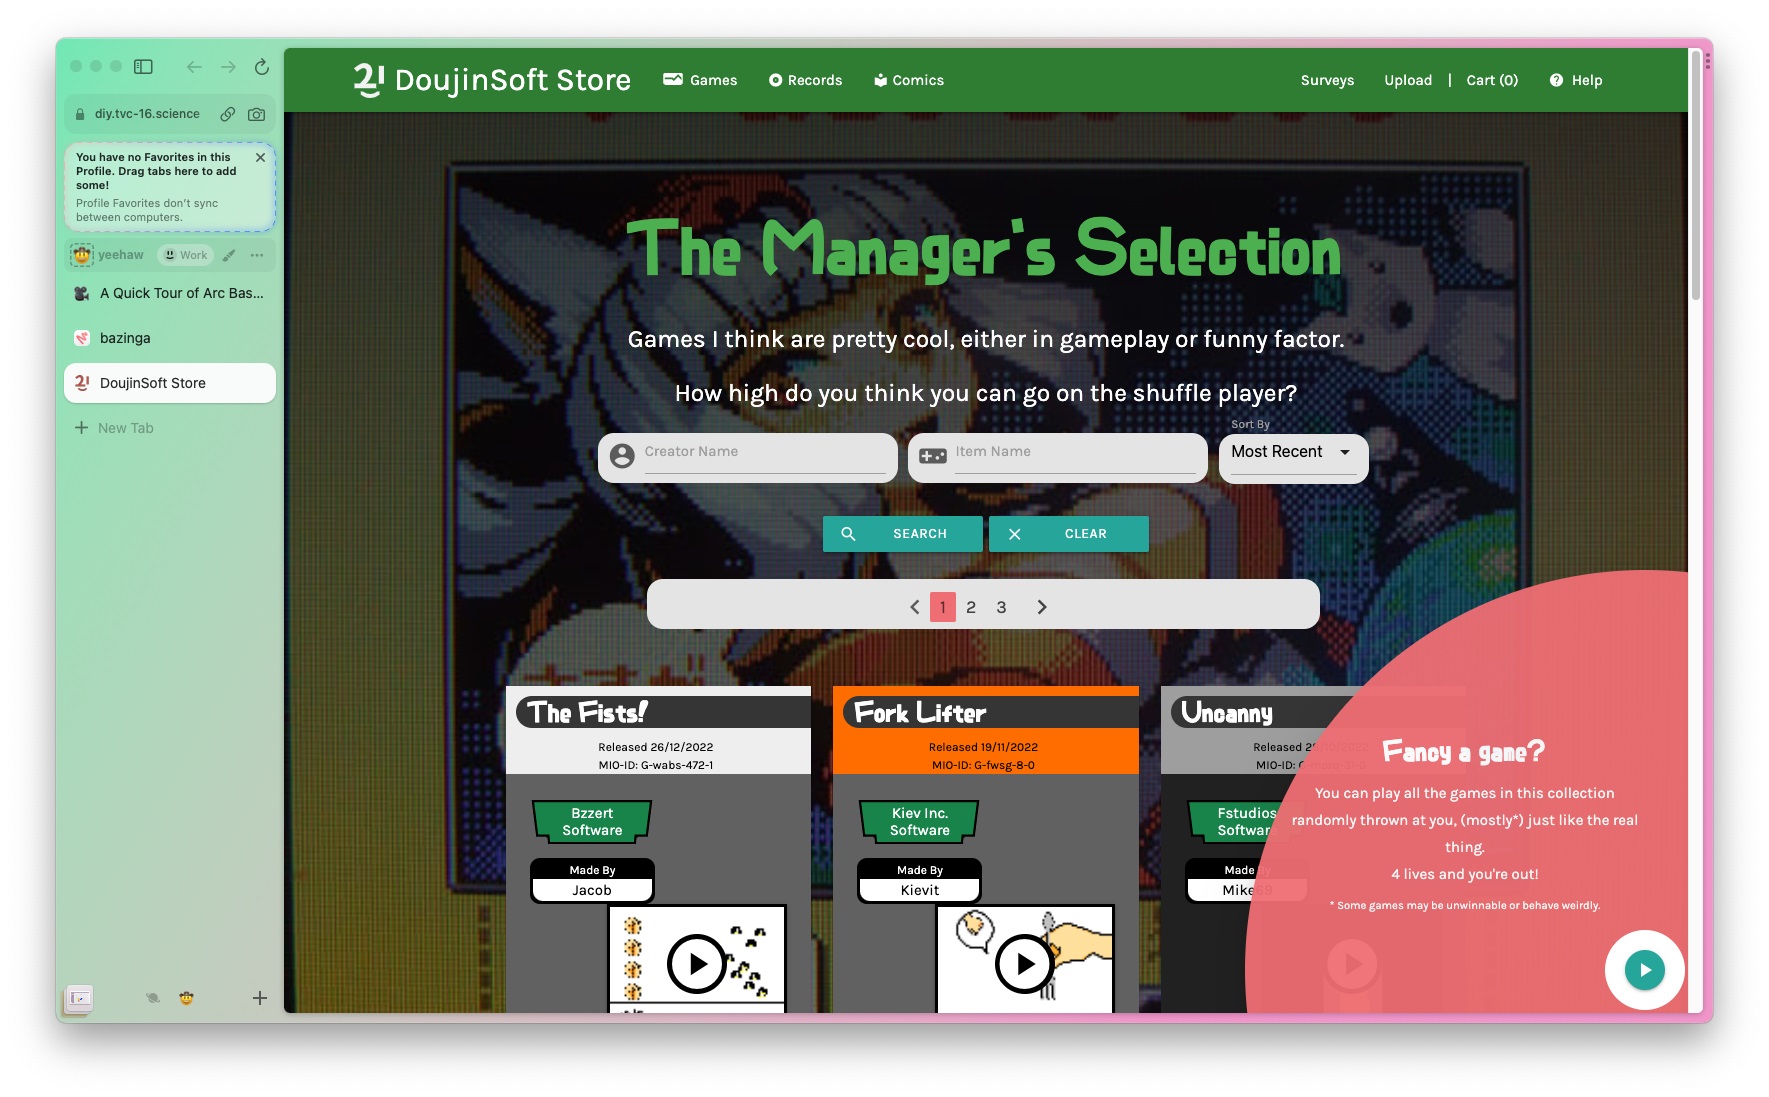 diy.tvc-16.science
You have no Favorites in this
Profile. Drag tabs here to add
some!
Profile Favorites don't sync
between computers.
yeehaw
Work
A Quick Tour of Arc Bas...
bazinga
DoujinSoft Store
New Tab
DoujinSoft Store
Games
Records
Comics
Surveys
Upload
|
Cart (0)
Help
The Manager's Selection
Games I think are pretty cool, either in gameplay or funny factor.
How high do you think you can go on the shuffle player?
Creator Name
Item Name
Sort By
Most Recent
SEARCH
CLEAR
1 2 3
The Fists!
Released 26/12/2022
MIO-ID: G-wabs-472-1
Bzzert
Software
Made By
Jacob
Fork Lifter
Released 19/11/2022
MIO-ID: G-fwsg-8-0
Kiev Inc.
Software
Made By
Kievit
Uncanny
Released
MIO-ID:
Fstudios
Software
Made By
Mike69
Fancy a game?
You can play all the games in this collection
randomly thrown at you, (mostly*) just like the real
thing.
4 lives and you're out!
* Some games may be unwinnable or behave weirdly.